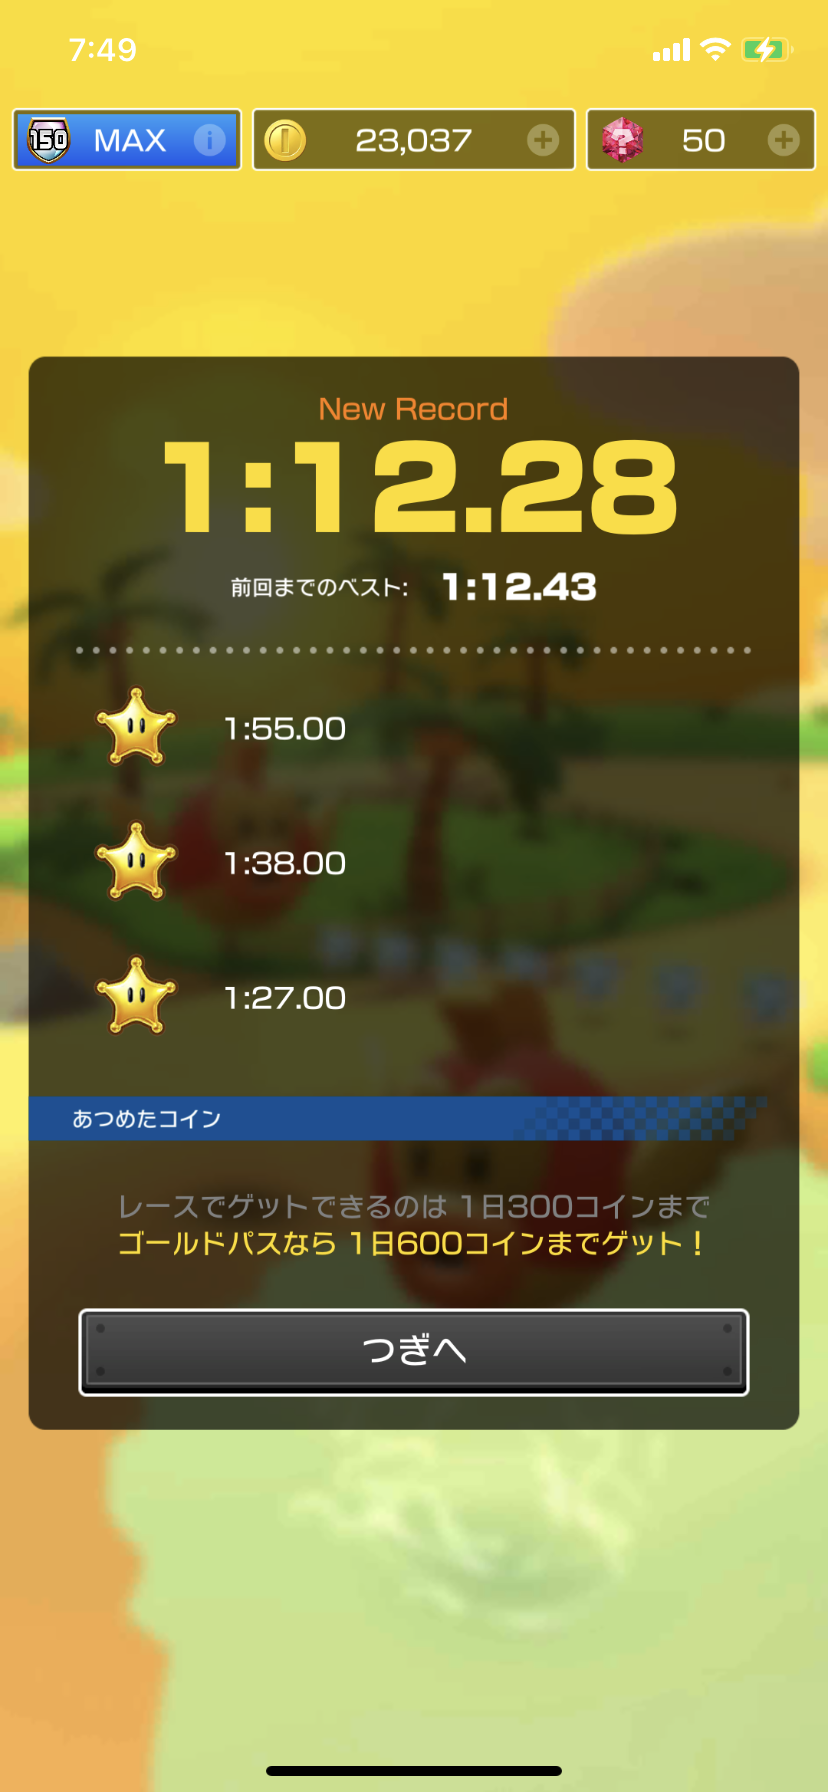 7:49
150 MAX i 23,037 + ? 50 +
New Record
1:12.28
前回までのベスト: 1:12.43
1:55.00
1:38.00
1:27.00
あつめたコイン
レースでゲットできるのは 1日300コインまで
ゴールドパスなら 1日600コインまでゲット！
つぎへ